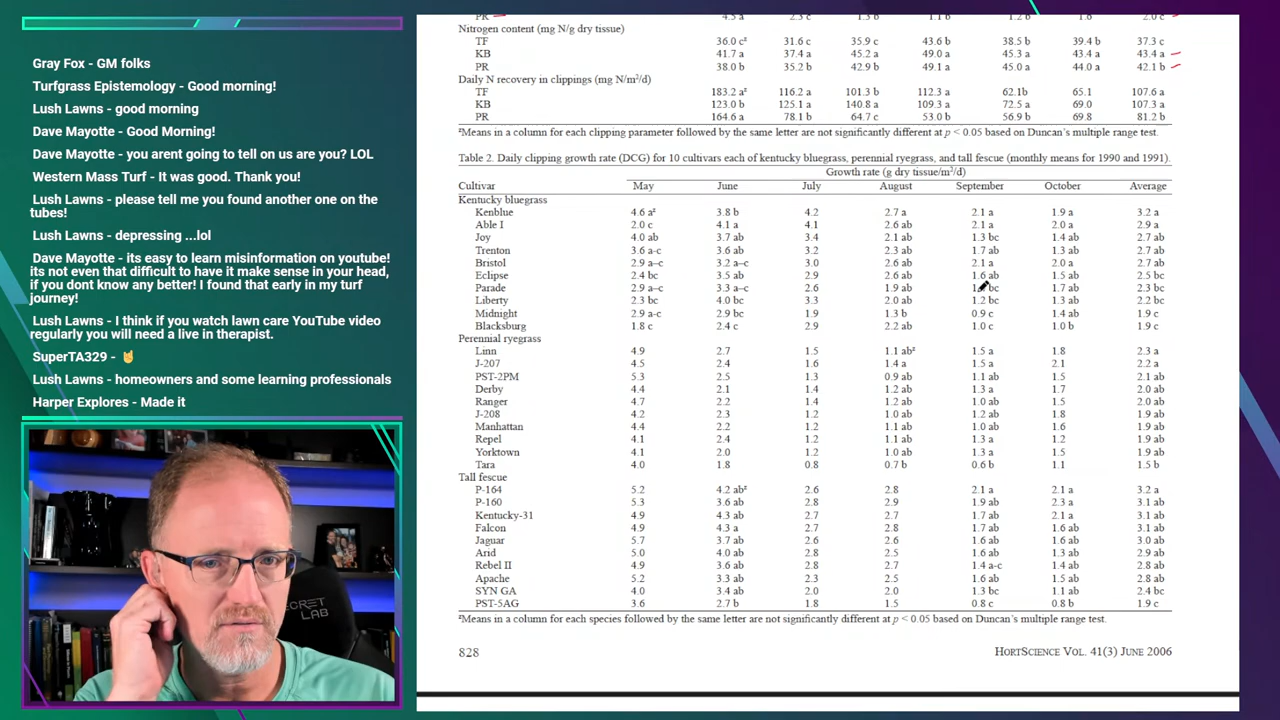 PR 4.5 a 2.3 c 1.3 b 1.1 b 1.2 b 1.6 2.0 c
Nitrogen content (mg N/g dry tissue)
TF 36.0 cᶻ 31.6 c 35.9 c 43.6 b 38.5 b 39.4 b 37.3 c
KB 41.7 a 37.4 a 45.2 a 49.0 a 45.3 a 43.4 a 43.4 a
PR 38.0 b 35.2 b 42.9 b 49.1 a 45.0 a 44.0 a 42.1 b
Daily N recovery in clippings (mg N/m²/d)
TF 183.2 aᶻ 116.2 a 101.3 b 112.3 a 62.1b 65.1 107.6 a
KB 123.0 b 125.1 a 140.8 a 109.3 a 72.5 a 69.0 107.3 a
PR 164.6 a 78.1 b 64.7 c 53.0 b 56.9 b 69.8 81.2 b
ᶻMeans in a column for each clipping parameter followed by the same letter are not significantly different at p < 0.05 based on Duncan's multiple range test.
Table 2. Daily clipping growth rate (DCG) for 10 cultivars each of kentucky bluegrass, perennial ryegrass, and tall fescue (monthly means for 1990 and 1991).
Growth rate (g dry tissue/m²/d)
Cultivar May June July August September October Average
Kentucky bluegrass
Kenblue 4.6 aᶻ 3.8 b 4.2 2.7 a 2.1 a 1.9 a 3.2 a
Able I 2.0 c 4.1 a 4.1 2.6 ab 2.1 a 2.0 a 2.9 a
Joy 4.0 ab 3.7 ab 3.4 2.1 ab 1.3 bc 1.4 ab 2.7 ab
Trenton 3.6 a-c 3.6 ab 3.2 2.3 ab 1.7 ab 1.3 ab 2.7 ab
Bristol 2.9 a–c 3.2 a–c 3.0 2.6 ab 2.1 a 2.0 a 2.7 ab
Eclipse 2.4 bc 3.5 ab 2.9 2.6 ab 1.6 ab 1.5 ab 2.5 bc
Parade 2.9 a–c 3.3 a–c 2.6 1.9 ab bc 1.7 ab 2.3 bc
Liberty 2.3 bc 4.0 bc 3.3 2.0 ab 1.2 bc 1.3 ab 2.2 bc
Midnight 2.9 a-c 2.9 bc 1.9 1.3 b 0.9 c 1.4 ab 1.9 c
Blacksburg 1.8 c 2.4 c 2.9 2.2 ab 1.0 c 1.0 b 1.9 c
Perennial ryegrass
Linn 4.9 2.7 1.5 1.1 abᶻ 1.5 a 1.8 2.3 a
J-207 4.5 2.4 1.6 1.4 a 1.5 a 2.1 2.2 a
PST-2PM 5.3 2.5 1.3 0.9 ab 1.1 ab 1.5 2.1 ab
Derby 4.4 2.1 1.4 1.2 ab 1.3 a 1.7 2.0 ab
Ranger 4.7 2.2 1.4 1.2 ab 1.0 ab 1.5 2.0 ab
J-208 4.2 2.3 1.2 1.0 ab 1.2 ab 1.8 1.9 ab
Manhattan 4.4 2.2 1.2 1.1 ab 1.0 ab 1.6 1.9 ab
Repel 4.1 2.4 1.2 1.1 ab 1.3 a 1.2 1.9 ab
Yorktown 4.1 2.0 1.2 1.0 ab 1.3 a 1.5 1.9 ab
Tara 4.0 1.8 0.8 0.7 b 0.6 b 1.1 1.5 b
Tall fescue
P-164 5.2 4.2 abᶻ 2.6 2.8 2.1 a 2.1 a 3.2 a
P-160 5.3 3.6 ab 2.8 2.9 1.9 ab 2.3 a 3.1 ab
Kentucky-31 4.9 4.3 ab 2.7 2.7 1.7 ab 2.1 a 3.1 ab
Falcon 4.9 4.3 a 2.7 2.8 1.7 ab 1.6 ab 3.1 ab
Jaguar 5.7 3.7 ab 2.6 2.6 1.6 ab 1.6 ab 3.0 ab
Arid 5.0 4.0 ab 2.8 2.5 1.6 ab 1.3 ab 2.9 ab
Rebel II 4.9 3.6 ab 2.8 2.7 1.4 a-c 1.4 ab 2.8 ab
Apache 5.2 3.3 ab 2.3 2.5 1.6 ab 1.5 ab 2.8 ab
SYN GA 4.0 3.4 ab 2.0 2.0 1.3 bc 1.1 ab 2.4 bc
PST-5AG 3.6 2.7 b 1.8 1.5 0.8 c 0.8 b 1.9 c
ᶻMeans in a column for each species followed by the same letter are not significantly different at p < 0.05 based on Duncan's multiple range test.
828 HORTSCIENCE VOL. 41(3) JUNE 2006
Gray Fox - GM folks
Turfgrass Epistemology - Good morning!
Lush Lawns - good morning
Dave Mayotte - Good Morning!
Dave Mayotte - you arent going to tell on us are you? LOL
Western Mass Turf - It was good. Thank you!
Lush Lawns - please tell me you found another one on the
tubes!
Lush Lawns - depressing ...lol
Dave Mayotte - its easy to learn misinformation on youtube!
its not even that difficult to have it make sense in your head,
if you dont know any better! I found that early in my turf
journey!
Lush Lawns - I think if you watch lawn care YouTube video
regularly you will need a live in therapist.
SuperTA329 - 🤘
Lush Lawns - homeowners and some learning professionals
Harper Explores - Made it
SECRET
LAB